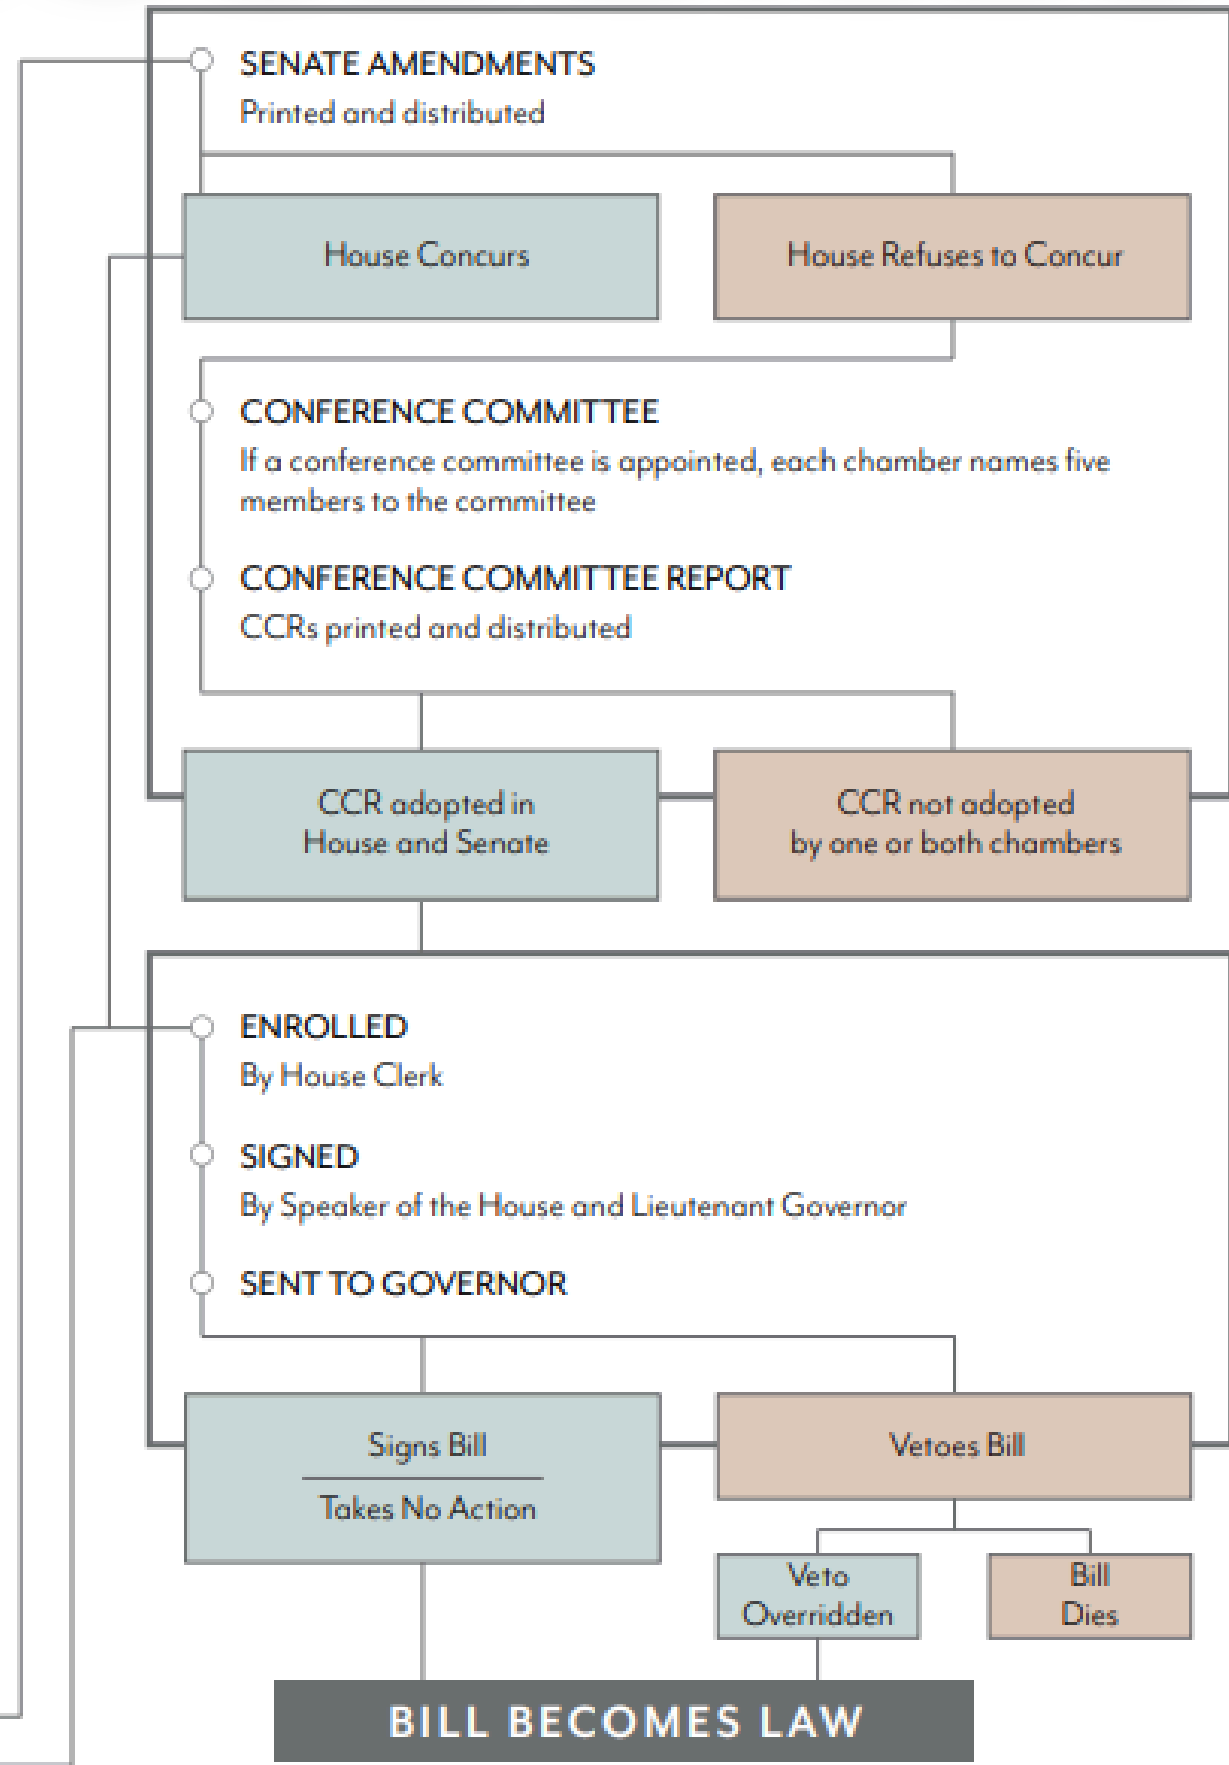 SENATE AMENDMENTS
Printed and distributed
House Concurs
House Refuses to Concur
CONFERENCE COMMITTEE
If a conference committee is appointed, each chamber names five
members to the committee
CONFERENCE COMMITTEE REPORT
CCRs printed and distributed
CCR adopted in
House and Senate
CCR not adopted
by one or both chambers
ENROLLED
By House Clerk
SIGNED
By Speaker of the House and Lieutenant Governor
SENT TO GOVERNOR
Signs Bill
Takes No Action
Vetoes Bill
Veto
Overridden
Bill
Dies
BILL BECOMES LAW